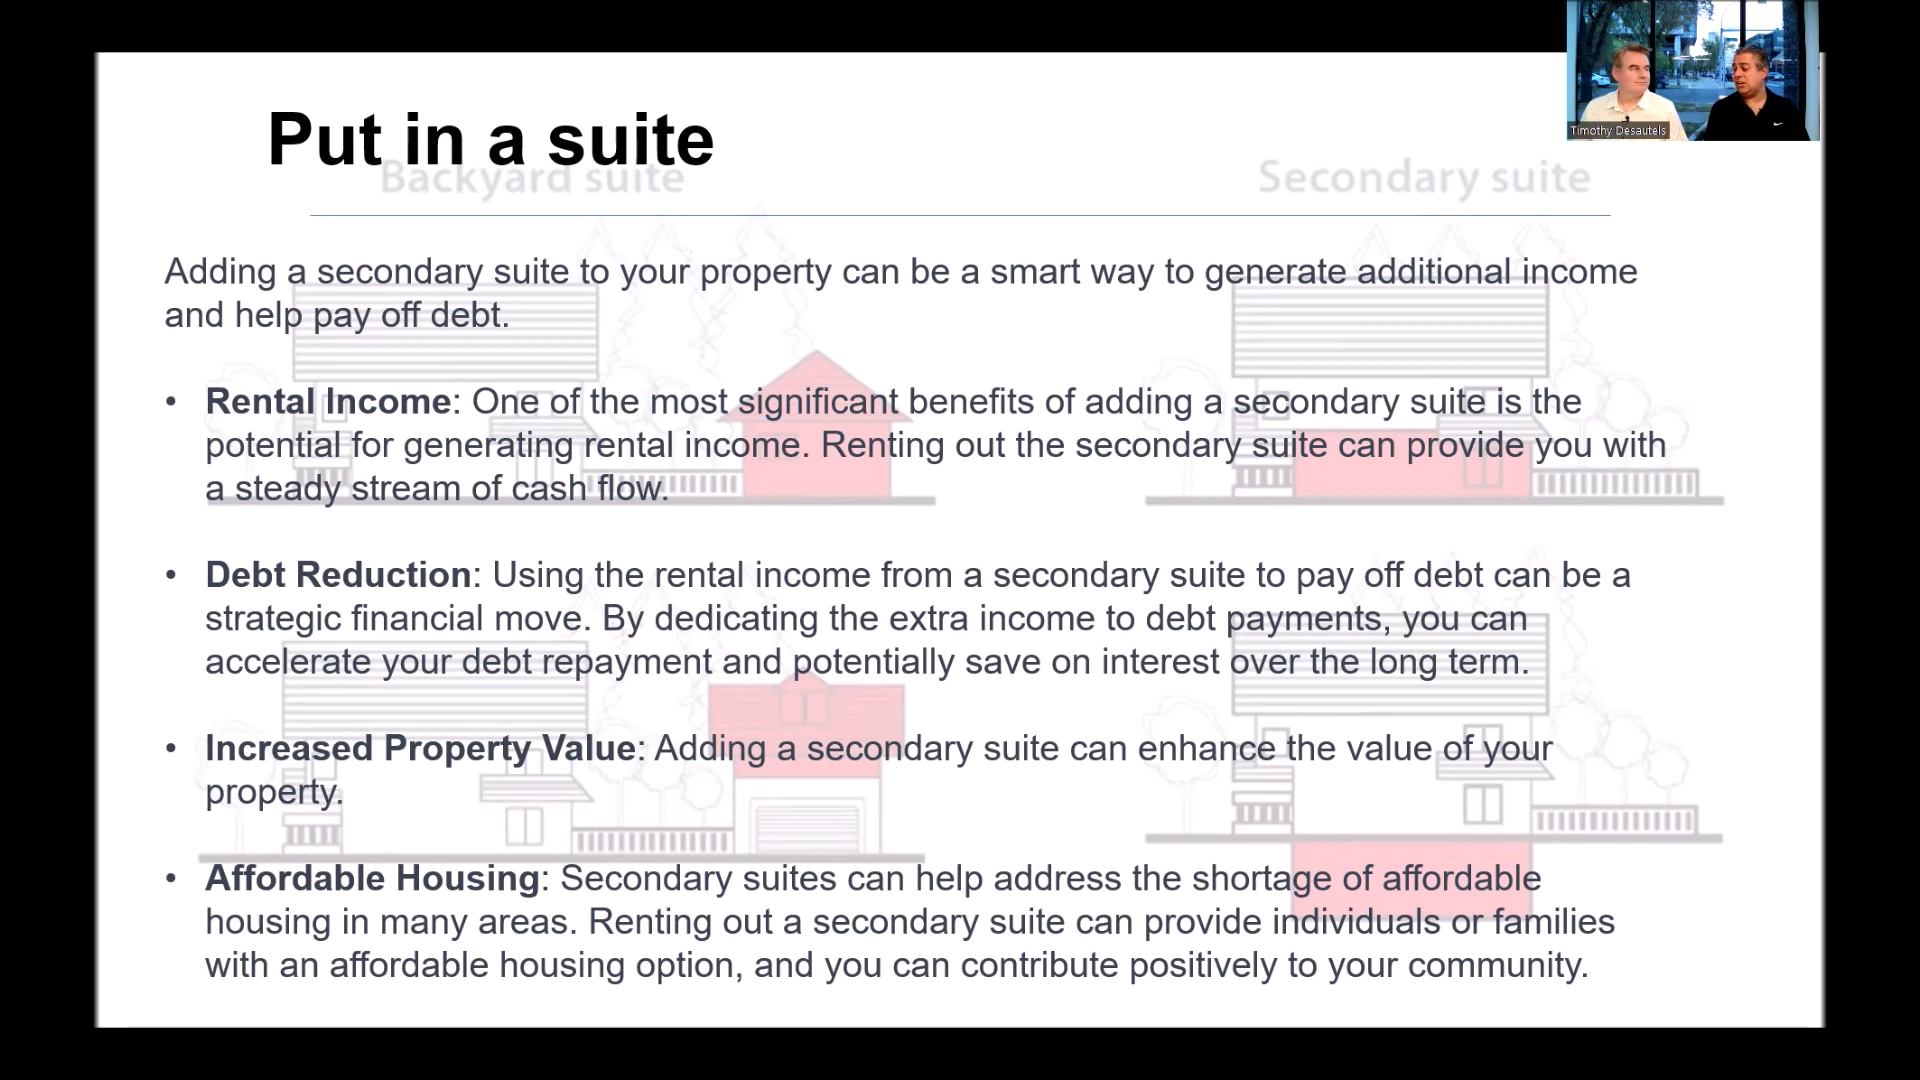 Put in a suite
Backyard suite
Secondary suite
Timothy Desautels
Adding a secondary suite to your property can be a smart way to generate additional income
and help pay off debt.
• Rental Income: One of the most significant benefits of adding a secondary suite is the
potential for generating rental income. Renting out the secondary suite can provide you with
a steady stream of cash flow.
• Debt Reduction: Using the rental income from a secondary suite to pay off debt can be a
strategic financial move. By dedicating the extra income to debt payments, you can
accelerate your debt repayment and potentially save on interest over the long term.
• Increased Property Value: Adding a secondary suite can enhance the value of your
property.
• Affordable Housing: Secondary suites can help address the shortage of affordable
housing in many areas. Renting out a secondary suite can provide individuals or families
with an affordable housing option, and you can contribute positively to your community.